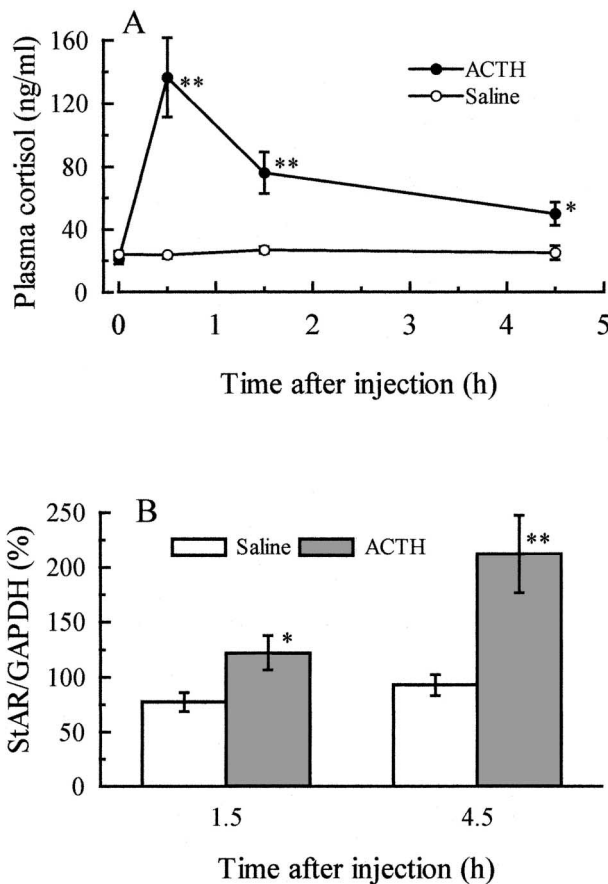 A
160
120
80
40
0
Plasma cortisol (ng/ml)
ACTH
Saline
**
**
*
0 1 2 3 4 5
Time after injection (h)
B
250
200
150
100
50
0
StAR/GAPDH (%)
Saline ACTH
*
**
1.5 4.5
Time after injection (h)